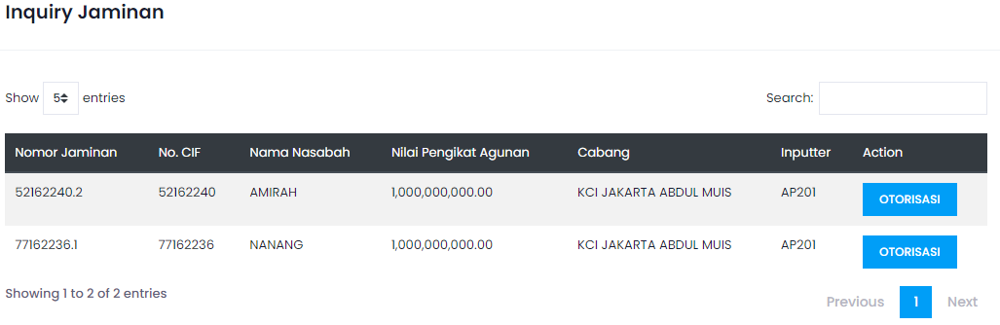 Inquiry Jaminan
Show 5 entries Search:
Nomor Jaminan No. CIF Nama Nasabah Nilai Pengikat Agunan Cabang Inputter Action
52162240.2 52162240 AMIRAH 1,000,000,000.00 KCI JAKARTA ABDUL MUIS AP201 OTORISASI
77162236.1 77162236 NANANG 1,000,000,000.00 KCI JAKARTA ABDUL MUIS AP201 OTORISASI
Showing 1 to 2 of 2 entries Previous 1 Next